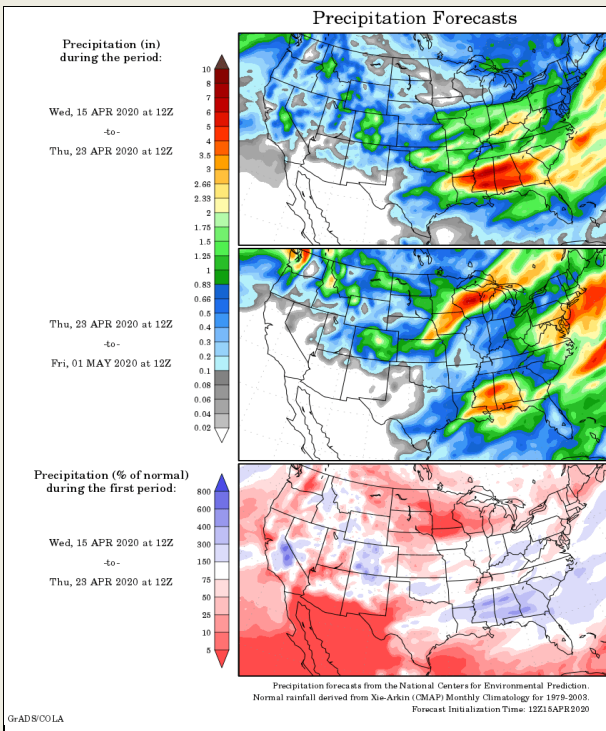 Precipitation Forecasts
Precipitation (in)
during the period:
Wed, 15 APR 2020 at 12Z
-to-
Thu, 23 APR 2020 at 12Z
10
8
7
6
5
4
3.5
3
2.66
2.33
2
1.75
1.5
1.25
1
0.83
0.66
0.5
0.4
0.3
0.2
0.1
0.08
0.06
0.04
0.02
Thu, 23 APR 2020 at 12Z
-to-
Fri, 01 MAY 2020 at 12Z
Precipitation (% of normal)
during the first period:
Wed, 15 APR 2020 at 12Z
-to-
Thu, 23 APR 2020 at 12Z
800
600
400
300
150
75
50
25
10
5
Precipitation forecasts from the National Centers for Environmental Prediction.
Normal rainfall derived from Xie-Arkin (CMAP) Monthly Climatology for 1979-2003.
Forecast Initialization Time: 12Z15APR2020
GrADS/COLA